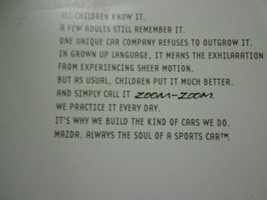 ALL CHILDREN KNOW IT.
A FEW ADULTS STILL REMEMBER IT.
ONE UNIQUE CAR COMPANY REFUSES TO OUTGROW IT.
IN GROWN UP LANGUAGE, IT MEANS THE EXHILARATION
FROM EXPERIENCING SHEER MOTION.
BUT AS USUAL, CHILDREN PUT IT MUCH BETTER.
AND SIMPLY CALL IT ZOOM-ZOOM.
WE PRACTICE IT EVERY DAY.
IT'S WHY WE BUILD THE KIND OF CARS WE DO.
MAZDA. ALWAYS THE SOUL OF A SPORTS CAR™.